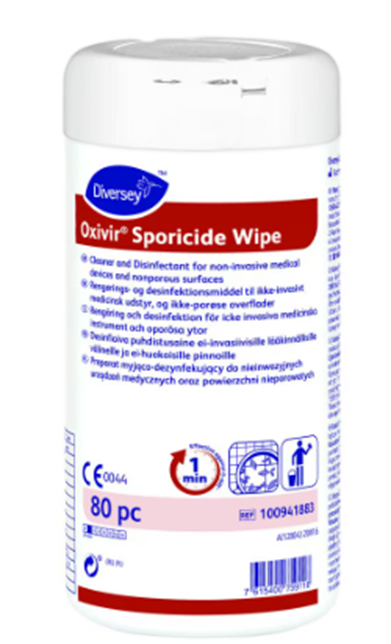 Diversey™
Oxivir® Sporicide Wipe
Cleaner and Disinfectant for non-invasive medical
devices and nonporous surfaces
Rengørings- og desinfektionsmiddel til ikke-invasivt
medicinsk udstyr, og ikke-porøse overflader
Rengöring och desinfektion för icke invasiva medicinska
instrument och oporösa ytor
Desinfioiva puhdistusaine ei-invasiivisille lääkinnällisille
välineille ja ei-huokoisille pinnoille
Preparat myjąco-dezynfekujący do nieinwazyjnych
urządzeń medycznych oraz powierzchni nieporowatych
CE 0044
1
min
80 pc
REF 100941883